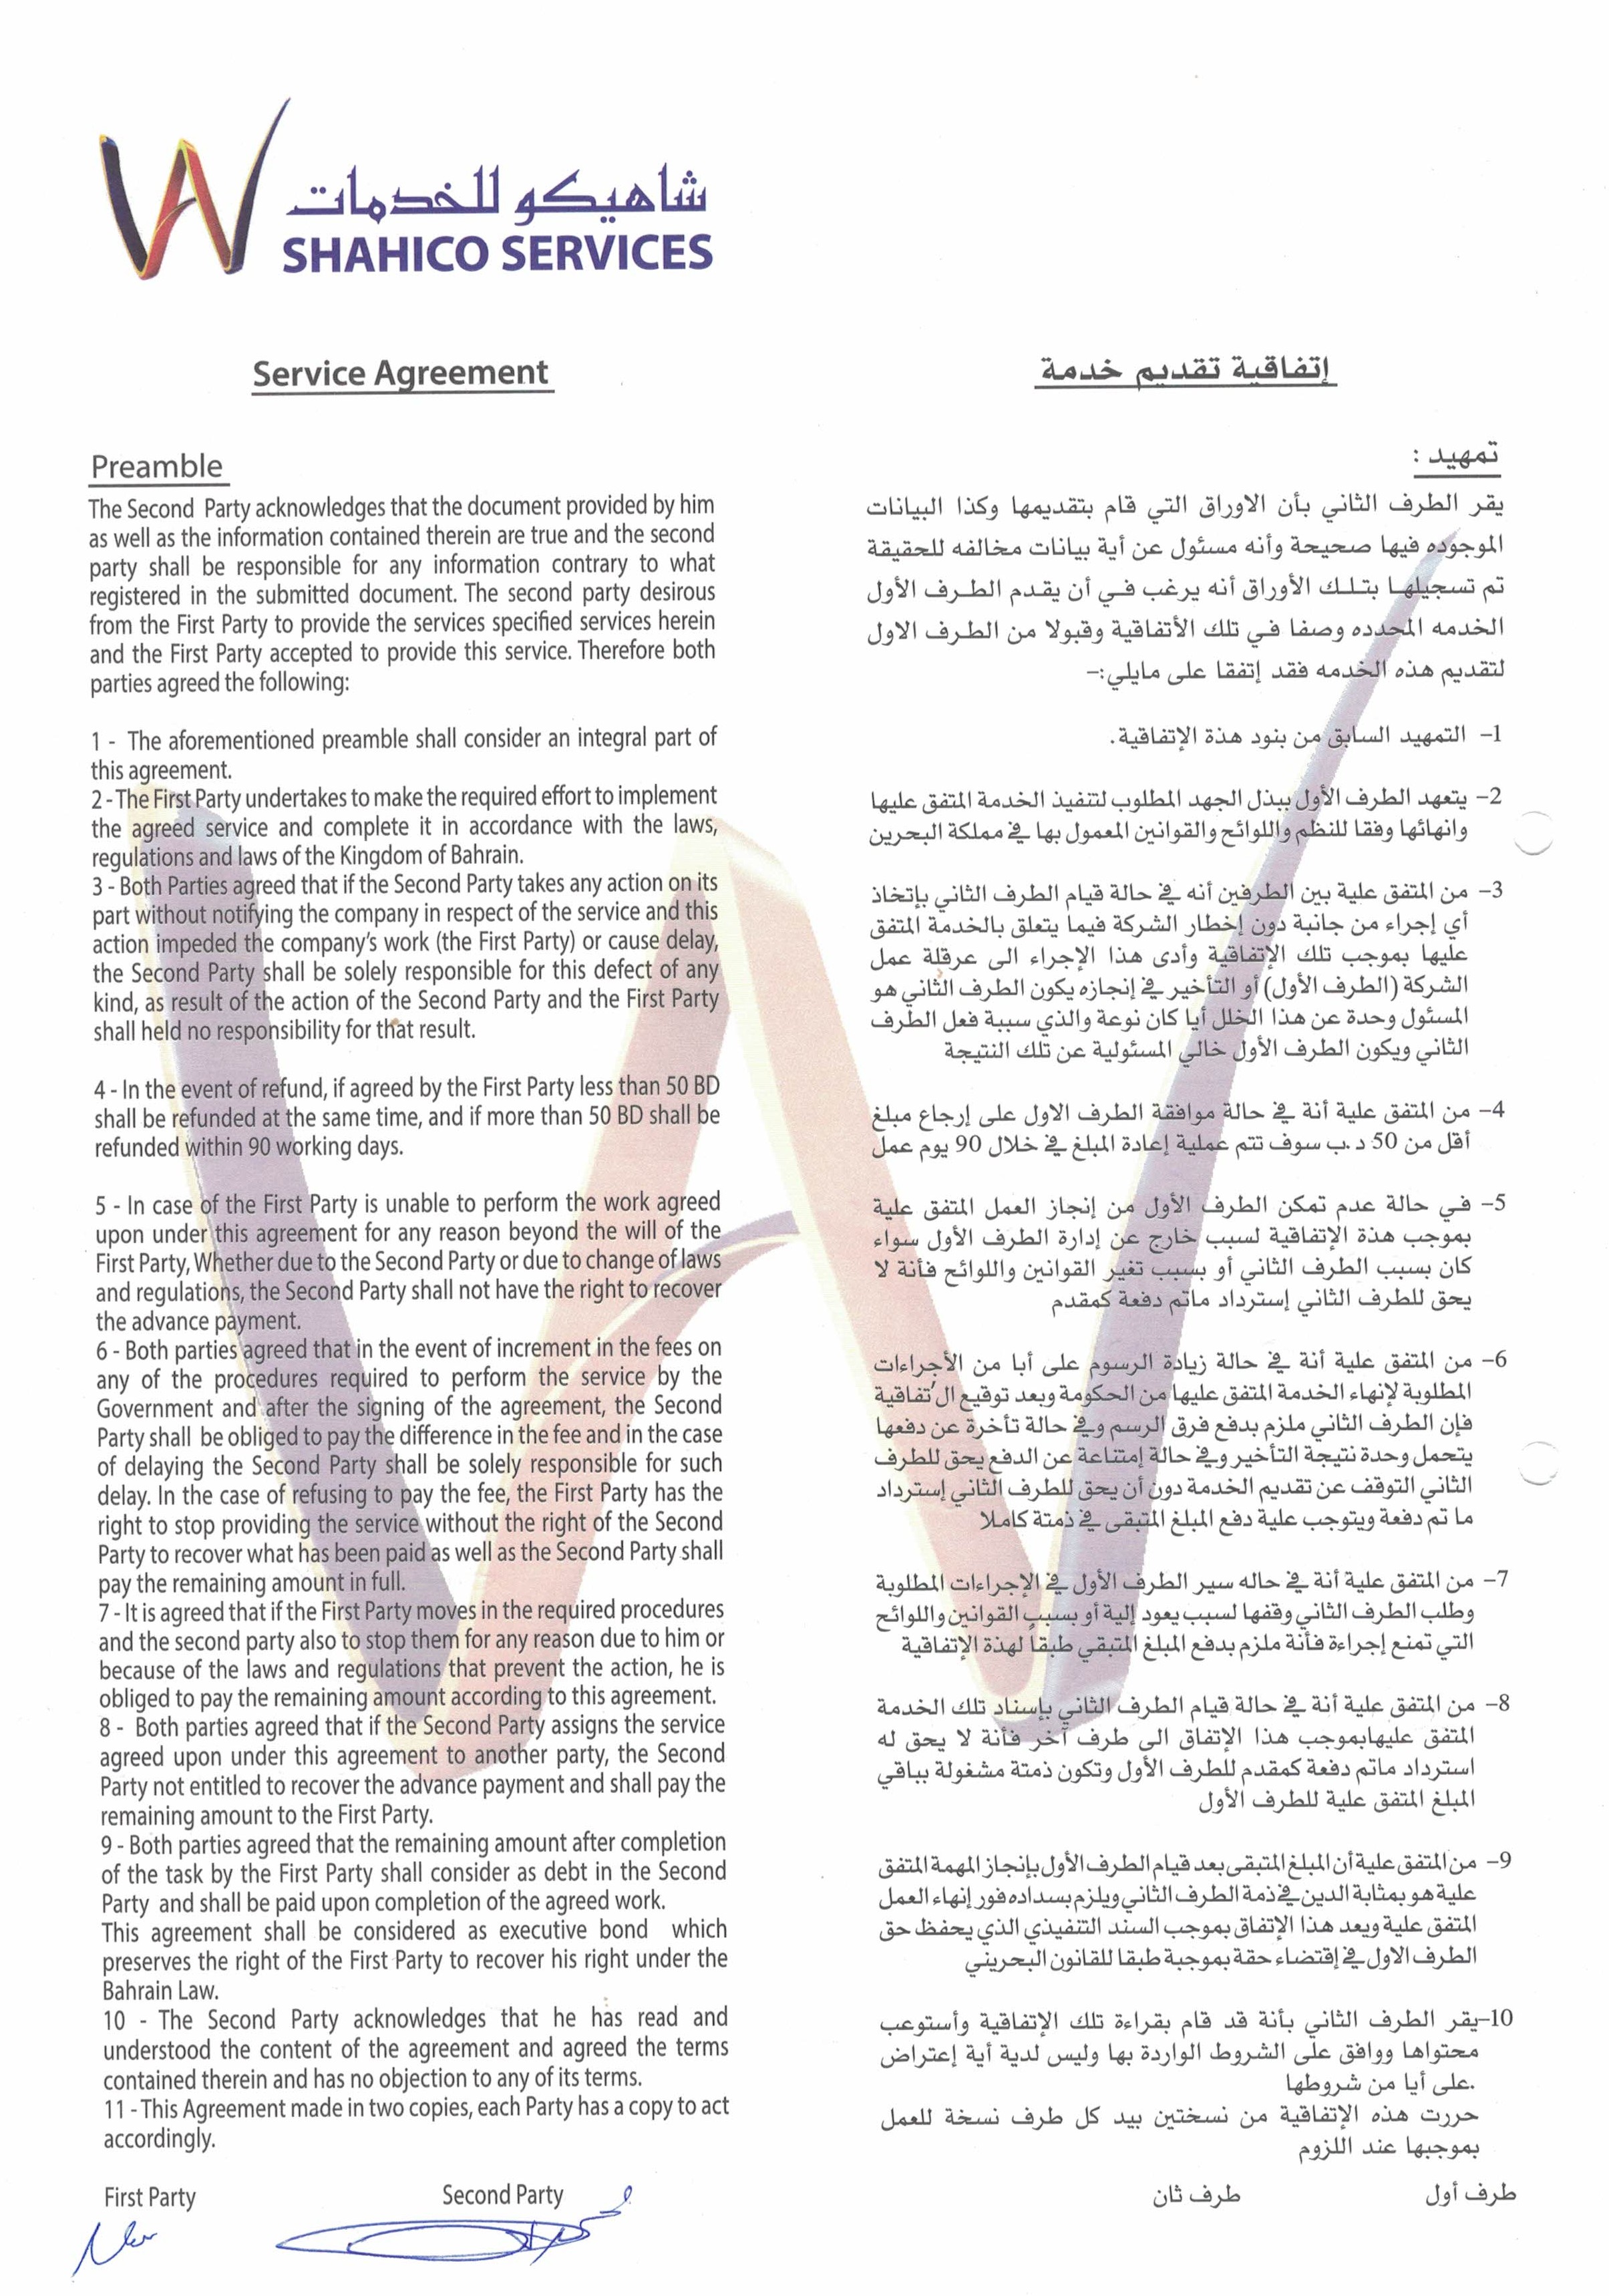 شاهيكو للخدمات
SHAHICO SERVICES
Service Agreement
Preamble
The Second Party acknowledges that the document provided by him
as well as the information contained therein are true and the second
party shall be responsible for any information contrary to what
registered in the submitted document. The second party desirous
from the First Party to provide the services specified services herein
and the First Party accepted to provide this service. Therefore both
parties agreed the following:
1 - The aforementioned preamble shall consider an integral part of
this agreement.
2 - The First Party undertakes to make the required effort to implement
the agreed service and complete it in accordance with the laws,
regulations and laws of the Kingdom of Bahrain.
3 - Both Parties agreed that if the Second Party takes any action on its
part without notifying the company in respect of the service and this
action impeded the company's work (the First Party) or cause delay,
the Second Party shall be solely responsible for this defect of any
kind, as result of the action of the Second Party and the First Party
shall held no responsibility for that result.
4 - In the event of refund, if agreed by the First Party less than 50 BD
shall be refunded at the same time, and if more than 50 BD shall be
refunded within 90 working days.
5 - In case of the First Party is unable to perform the work agreed
upon under this agreement for any reason beyond the will of the
First Party, Whether due to the Second Party or due to change of laws
and regulations, the Second Party shall not have the right to recover
the advance payment.
6 - Both parties agreed that in the event of increment in the fees on
any of the procedures required to perform the service by the
Government and after the signing of the agreement, the Second
Party shall be obliged to pay the difference in the fee and in the case
of delaying the Second Party shall be solely responsible for such
delay. In the case of refusing to pay the fee, the First Party has the
right to stop providing the service without the right of the Second
Party to recover what has been paid as well as the Second Party shall
pay the remaining amount in full.
7 - It is agreed that if the First Party moves in the required procedures
and the second party also to stop them for any reason due to him or
because of the laws and regulations that prevent the action, he is
obliged to pay the remaining amount according to this agreement.
8 - Both parties agreed that if the Second Party assigns the service
agreed upon under this agreement to another party, the Second
Party not entitled to recover the advance payment and shall pay the
remaining amount to the First Party.
9 - Both parties agreed that the remaining amount after completion
of the task by the First Party shall consider as debt in the Second
Party and shall be paid upon completion of the agreed work.
This agreement shall be considered as executive bond which
preserves the right of the First Party to recover his right under the
Bahrain Law.
10 - The Second Party acknowledges that he has read and
understood the content of the agreement and agreed the terms
contained therein and has no objection to any of its terms.
11 - This Agreement made in two copies, each Party has a copy to act
accordingly.
First Party
Second Party
إتفاقية تقديم خدمة
تمهيد :
يقر الطرف الثاني بأن الاوراق التي قام بتقديمها وكذا البيانات
الموجوده فيها صحيحة وأنه مسئول عن أية بيانات مخالفه للحقيقة
تم تسجيلها بتلك الأوراق أنه يرغب في أن يقدم الطرف الأول
الخدمه المحدده وصفا في تلك الأتفاقية وقبولا من الطرف الاول
لتقديم هذه الخدمه فقد إتفقا على مايلي:-
1- التمهيد السابق من بنود هذة الإتفاقية.
2- يتعهد الطرف الأول ببذل الجهد المطلوب لتنفيذ الخدمة المتفق عليها
وانهائها وفقا للنظم واللوائح والقوانين المعمول بها في مملكة البحرين
3- من المتفق علية بين الطرفين أنه في حالة قيام الطرف الثاني بإتخاذ
أي إجراء من جانبة دون إخطار الشركة فيما يتعلق بالخدمة المتفق
عليها بموجب تلك الإتفاقية وأدى هذا الإجراء الى عرقلة عمل
الشركة (الطرف الأول) أو التأخير في إنجازه يكون الطرف الثاني هو
المسئول وحدة عن هذا الخلل أيا كان نوعة والذي سببة فعل الطرف
الثاني ويكون الطرف الأول خالي المسئولية عن تلك النتيجة
4- من المتفق علية أنة في حالة موافقة الطرف الاول على إرجاع مبلغ
أقل من 50 د.ب سوف تتم عملية إعادة المبلغ في خلال 90 يوم عمل
5- في حالة عدم تمكن الطرف الأول من إنجاز العمل المتفق علية
بموجب هذة الإتفاقية لسبب خارج عن إدارة الطرف الأول سواء
كان بسبب الطرف الثاني أو بسبب تغير القوانين واللوائح فأنة لا
يحق للطرف الثاني إسترداد ماتم دفعة كمقدم
6- من المتفق علية أنة في حالة زيادة الرسوم على أيا من الأجراءات
المطلوبة لإنهاء الخدمة المتفق عليها من الحكومة وبعد توقيع ال'تفاقية
فإن الطرف الثاني ملزم بدفع فرق الرسم وفي حالة تأخرة عن دفعها
يتحمل وحدة نتيجة التأخير وفي حالة إمتناعة عن الدفع يحق للطرف
الثاني التوقف عن تقديم الخدمة دون أن يحق للطرف الثاني إسترداد
ما تم دفعة ويتوجب علية دفع المبلغ المتبقى في ذمتة كاملا
7- من المتفق علية أنة في حاله سير الطرف الأول في الإجراءات المطلوبة
وطلب الطرف الثاني وقفها لسبب يعود إلية أو بسبب القوانين واللوائح
التي تمنع إجراءة فأنة ملزم بدفع المبلغ المتبقي طبقاً لهذة الإتفاقية
8- من المتفق علية أنة في حالة قيام الطرف الثاني بإسناد تلك الخدمة
المتفق عليهابموجب هذا الإتفاق الى طرف آخر فأنة لا يحق له
استرداد ماتم دفعة كمقدم للطرف الأول وتكون ذمتة مشغولة بباقي
المبلغ المتفق علية للطرف الأول
9- من المتفق علية أن المبلغ المتبقى بعد قيام الطرف الأول بإنجاز المهمة المتفق
علية هو بمثابة الدين في ذمة الطرف الثاني ويلزم بسداده فور إنهاء العمل
المتفق علية ويعد هذا الإتفاق بموجب السند التنفيذي الذي يحفظ حق
الطرف الاول في إقتضاء حقة بموجبة طبقا للقانون البحريني
10-يقر الطرف الثاني بأنة قد قام بقراءة تلك الإتفاقية وأستوعب
محتواها ووافق على الشروط الواردة بها وليس لدية أية إعتراض
.على أيا من شروطها
حررت هذه الإتفاقية من نسختين بيد كل طرف نسخة للعمل
بموجبها عند اللزوم
طرف أول
طرف ثان